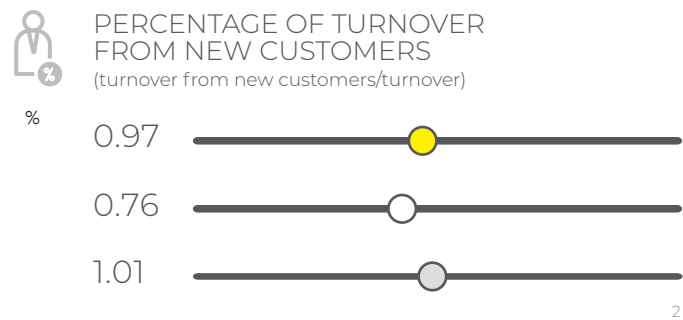 PERCENTAGE OF TURNOVER
FROM NEW CUSTOMERS
(turnover from new customers/turnover)
%
%
0.97
0.76
1.01
2